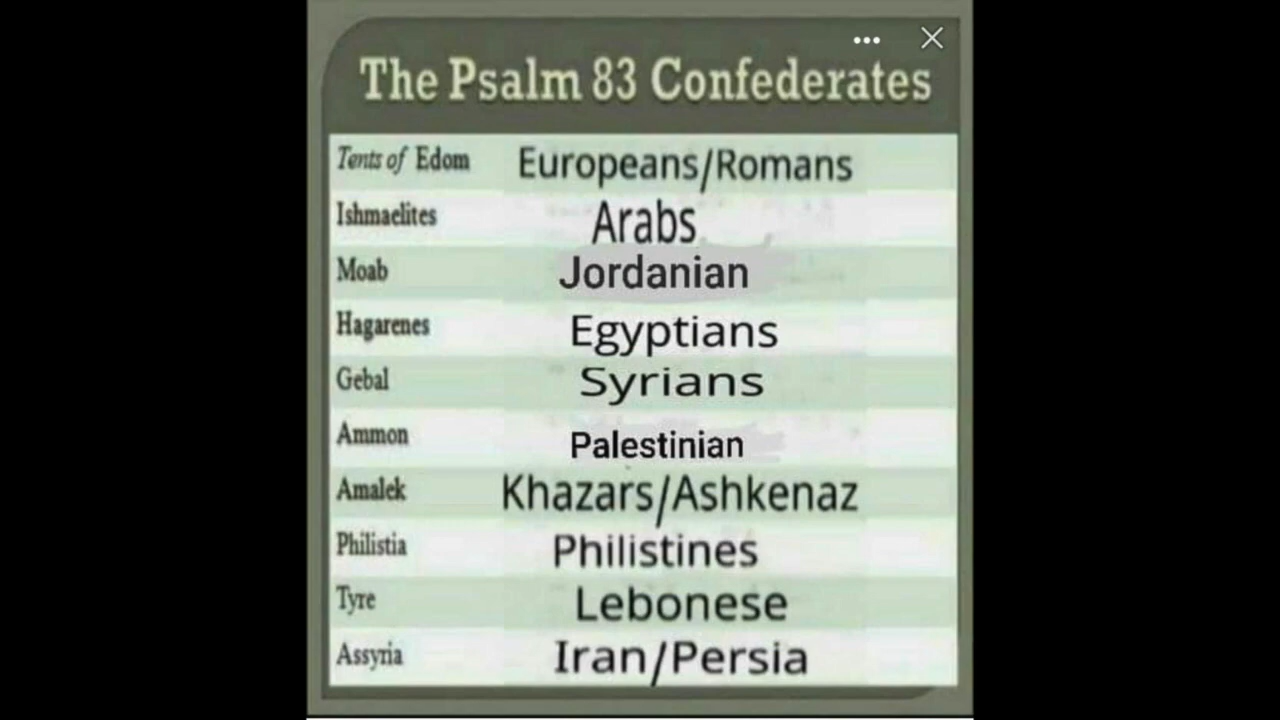 The Psalm 83 Confederates
Tents of Edom Europeans/Romans
Ishmaelites Arabs
Moab Jordanian
Hagarenes Egyptians
Gebal Syrians
Ammon Palestinian
Amalek Khazars/Ashkenaz
Philistia Philistines
Tyre Lebonese
Assyria Iran/Persia